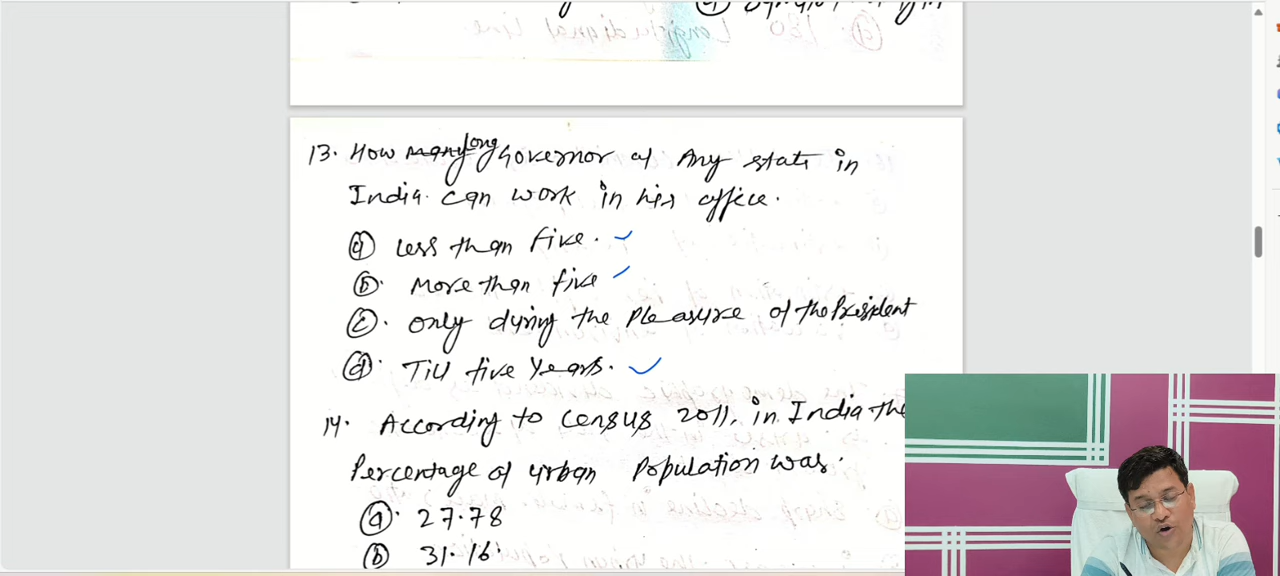 13. How long Governor of Any state in
India can work in his office.
(a) Less than five.
(b) More than five
(c) only during the Pleasure of the President
(d) Till five Years.
14. According to Census 2011, in India the
Percentage of urban Population was.
(a) 27.78
(b) 31.16